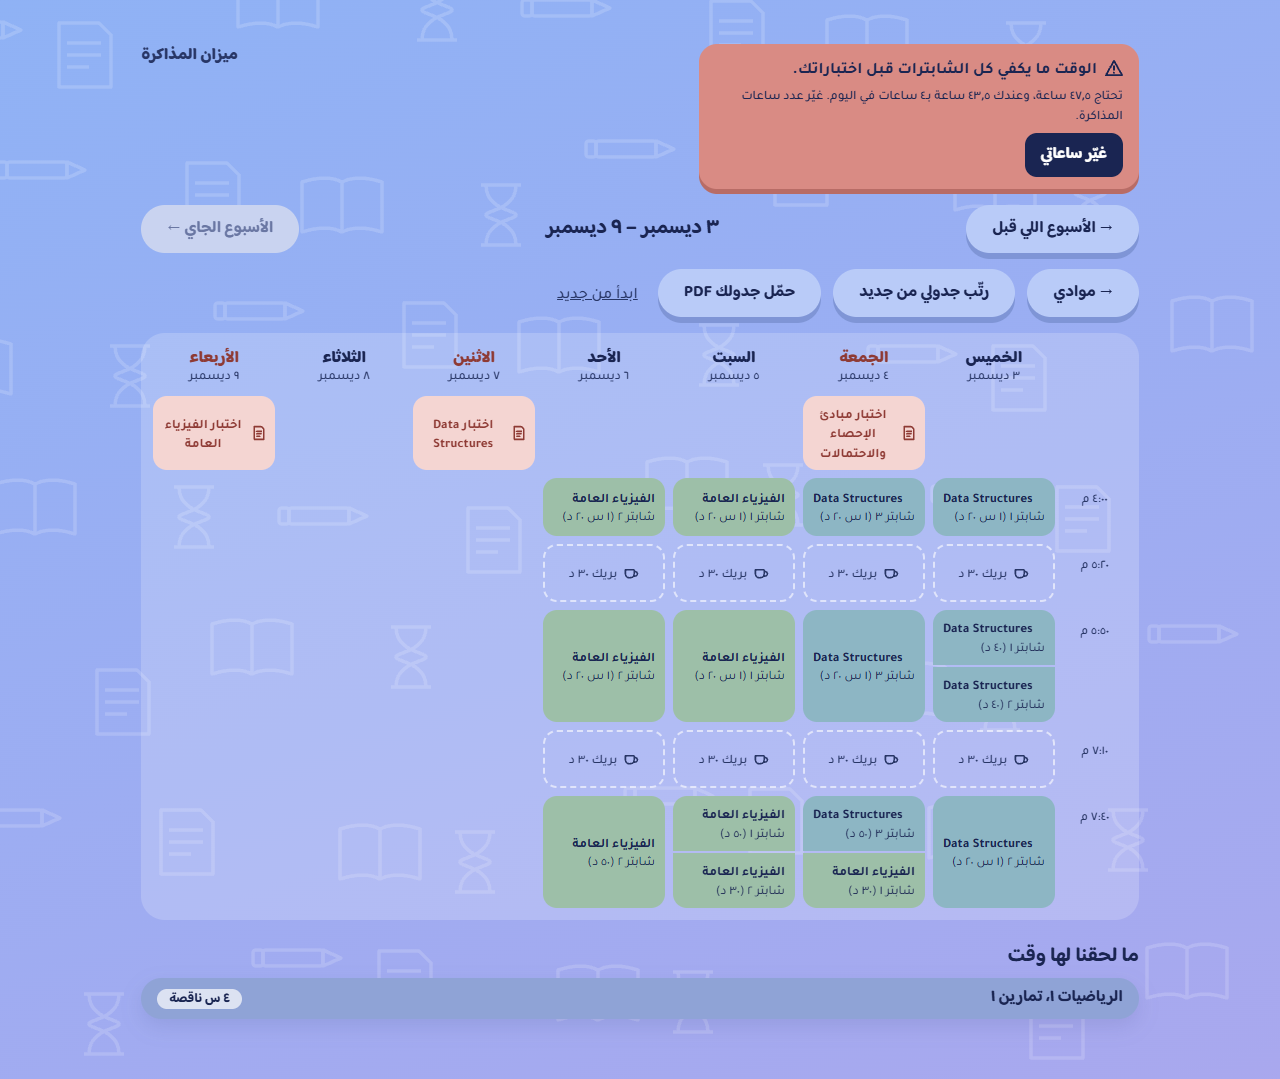 ميزان المذاكرة
الوقت ما يكفي كل الشابترات قبل اختباراتك.
تحتاج ٤٧٫٥ ساعة، وعندك ٤٣٫٥ ساعة بـ٤ ساعات في اليوم. غيّر عدد ساعات
المذاكرة.
غيّر ساعاتي
→ الأسبوع اللي قبل
٣ ديسمبر – ٩ ديسمبر
الأسبوع الجاي ←
→ موادي
رتّب جدولي من جديد
حمّل جدولك PDF
ابدأ من جديد
الخميس
٣ ديسمبر
الجمعة
٤ ديسمبر
السبت
٥ ديسمبر
الأحد
٦ ديسمبر
الاثنين
٧ ديسمبر
الثلاثاء
٨ ديسمبر
الأربعاء
٩ ديسمبر
اختبار مبادئ
الإحصاء
والاحتمالات
اختبار Data
Structures
اختبار الفيزياء
العامة
٤:٠٠ م
Data Structures
شابتر ١ (١ س ٢٠ د)
Data Structures
شابتر ٣ (١ س ٢٠ د)
الفيزياء العامة
شابتر ١ (١ س ٢٠ د)
الفيزياء العامة
شابتر ٢ (١ س ٢٠ د)
٥:٢٠ م
بريك ٣٠ د
بريك ٣٠ د
بريك ٣٠ د
بريك ٣٠ د
٥:٥٠ م
Data Structures
شابتر ١ (٤٠ د)
Data Structures
شابتر ٢ (٤٠ د)
Data Structures
شابتر ٣ (١ س ٢٠ د)
الفيزياء العامة
شابتر ١ (١ س ٢٠ د)
الفيزياء العامة
شابتر ٢ (١ س ٢٠ د)
٧:١٠ م
بريك ٣٠ د
بريك ٣٠ د
بريك ٣٠ د
بريك ٣٠ د
٧:٤٠ م
Data Structures
شابتر ٢ (١ س ٢٠ د)
Data Structures
شابتر ٣ (٥٠ د)
الفيزياء العامة
شابتر ١ (٣٠ د)
الفيزياء العامة
شابتر ١ (٥٠ د)
الفيزياء العامة
شابتر ٢ (٣٠ د)
الفيزياء العامة
شابتر ٢ (٥٠ د)
ما لحقنا لها وقت
الرياضيات ١، تمارين ١
٤ س ناقصة